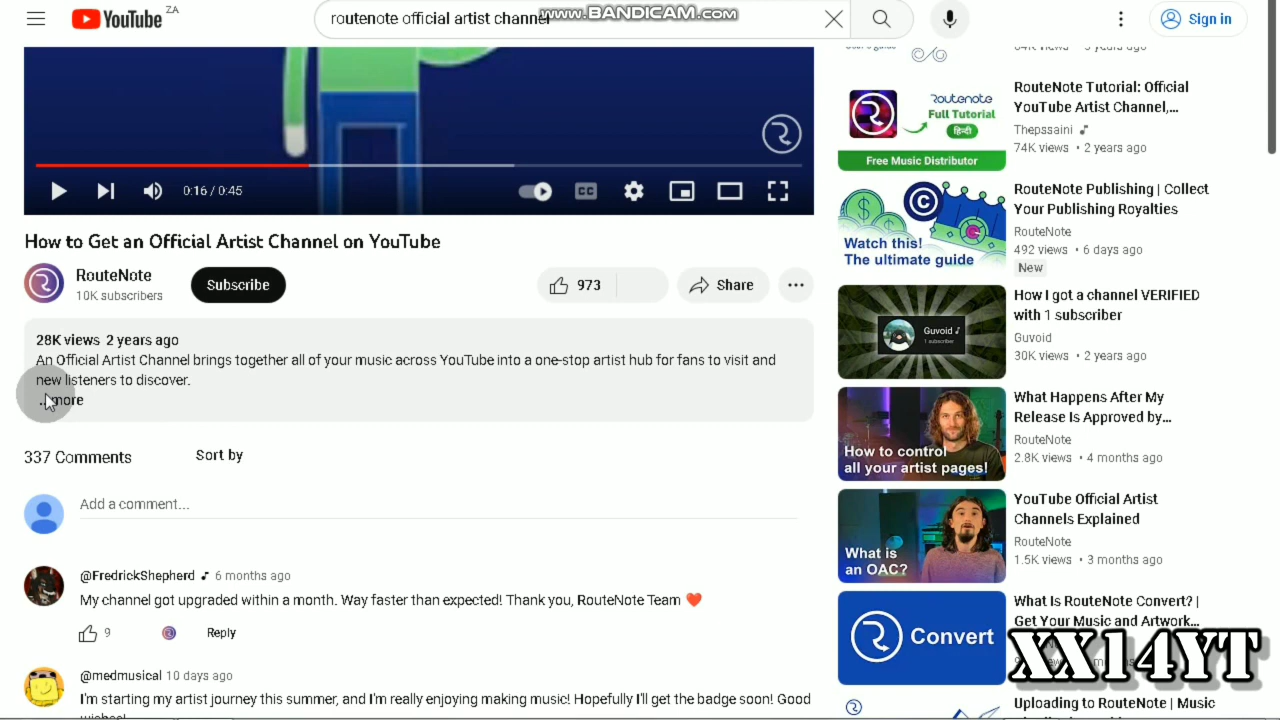 YouTube ZA
routenote official artist channel
www.BANDICAM.com
Sign in
0:16 / 0:45
CC
How to Get an Official Artist Channel on YouTube
RouteNote
10K subscribers
Subscribe
973
Share
28K views 2 years ago
An Official Artist Channel brings together all of your music across YouTube into a one-stop artist hub for fans to visit and
new listeners to discover.
...more
337 Comments
Sort by
Add a comment...
@FredrickShepherd ♪ 6 months ago
My channel got upgraded within a month. Way faster than expected! Thank you, RouteNote Team ❤️
9
Reply
@medmusical 10 days ago
I'm starting my artist journey this summer, and I'm really enjoying making music! Hopefully I'll get the badge soon! Good
wishes!
Routenote
Full Tutorial
हिन्दी
Free Music Distributor
RouteNote Tutorial: Official
YouTube Artist Channel,...
Thepssaini ♪
74K views • 2 years ago
Watch this!
The ultimate guide
RouteNote Publishing | Collect
Your Publishing Royalties
RouteNote
492 views • 6 days ago
New
Guvoid ♪
1 subscriber
How I got a channel VERIFIED
with 1 subscriber
Guvoid
30K views • 2 years ago
How to control
all your artist pages!
What Happens After My
Release Is Approved by...
RouteNote
2.8K views • 4 months ago
What is
an OAC?
YouTube Official Artist
Channels Explained
RouteNote
1.5K views • 3 months ago
Convert
What Is RouteNote Convert? |
Get Your Music and Artwork...
XX14YT
Uploading to RouteNote | Music